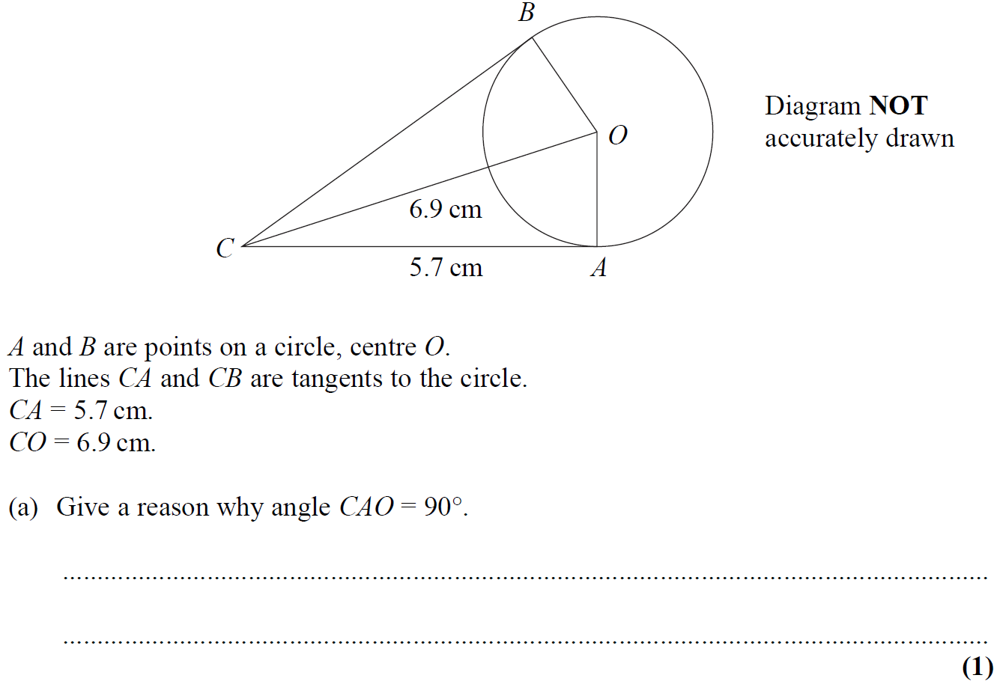 B
Diagram NOT
accurately drawn
O
6.9 cm
C
5.7 cm
A
A and B are points on a circle, centre O.
The lines CA and CB are tangents to the circle.
CA = 5.7 cm.
CO = 6.9 cm.
(a) Give a reason why angle CAO = 90°.
(1)